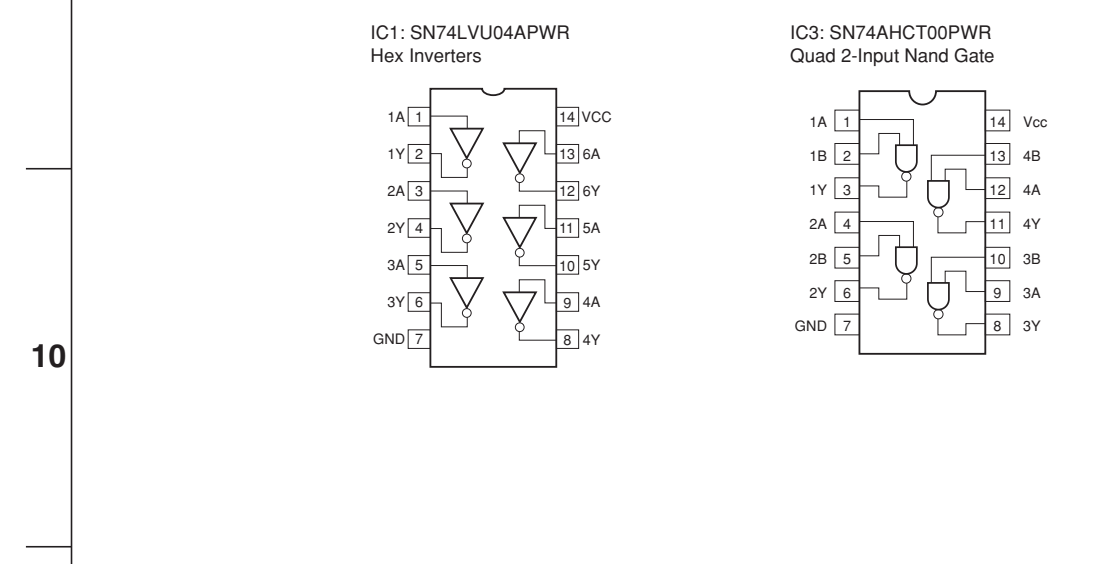 IC1: SN74LVU04APWR
Hex Inverters
1A 1
1Y 2
2A 3
2Y 4
3A 5
3Y 6
GND 7
14 VCC
13 6A
12 6Y
11 5A
10 5Y
9 4A
8 4Y
IC3: SN74AHCT00PWR
Quad 2-Input Nand Gate
1A 1
1B 2
1Y 3
2A 4
2B 5
2Y 6
GND 7
14 Vcc
13 4B
12 4A
11 4Y
10 3B
9 3A
8 3Y
10